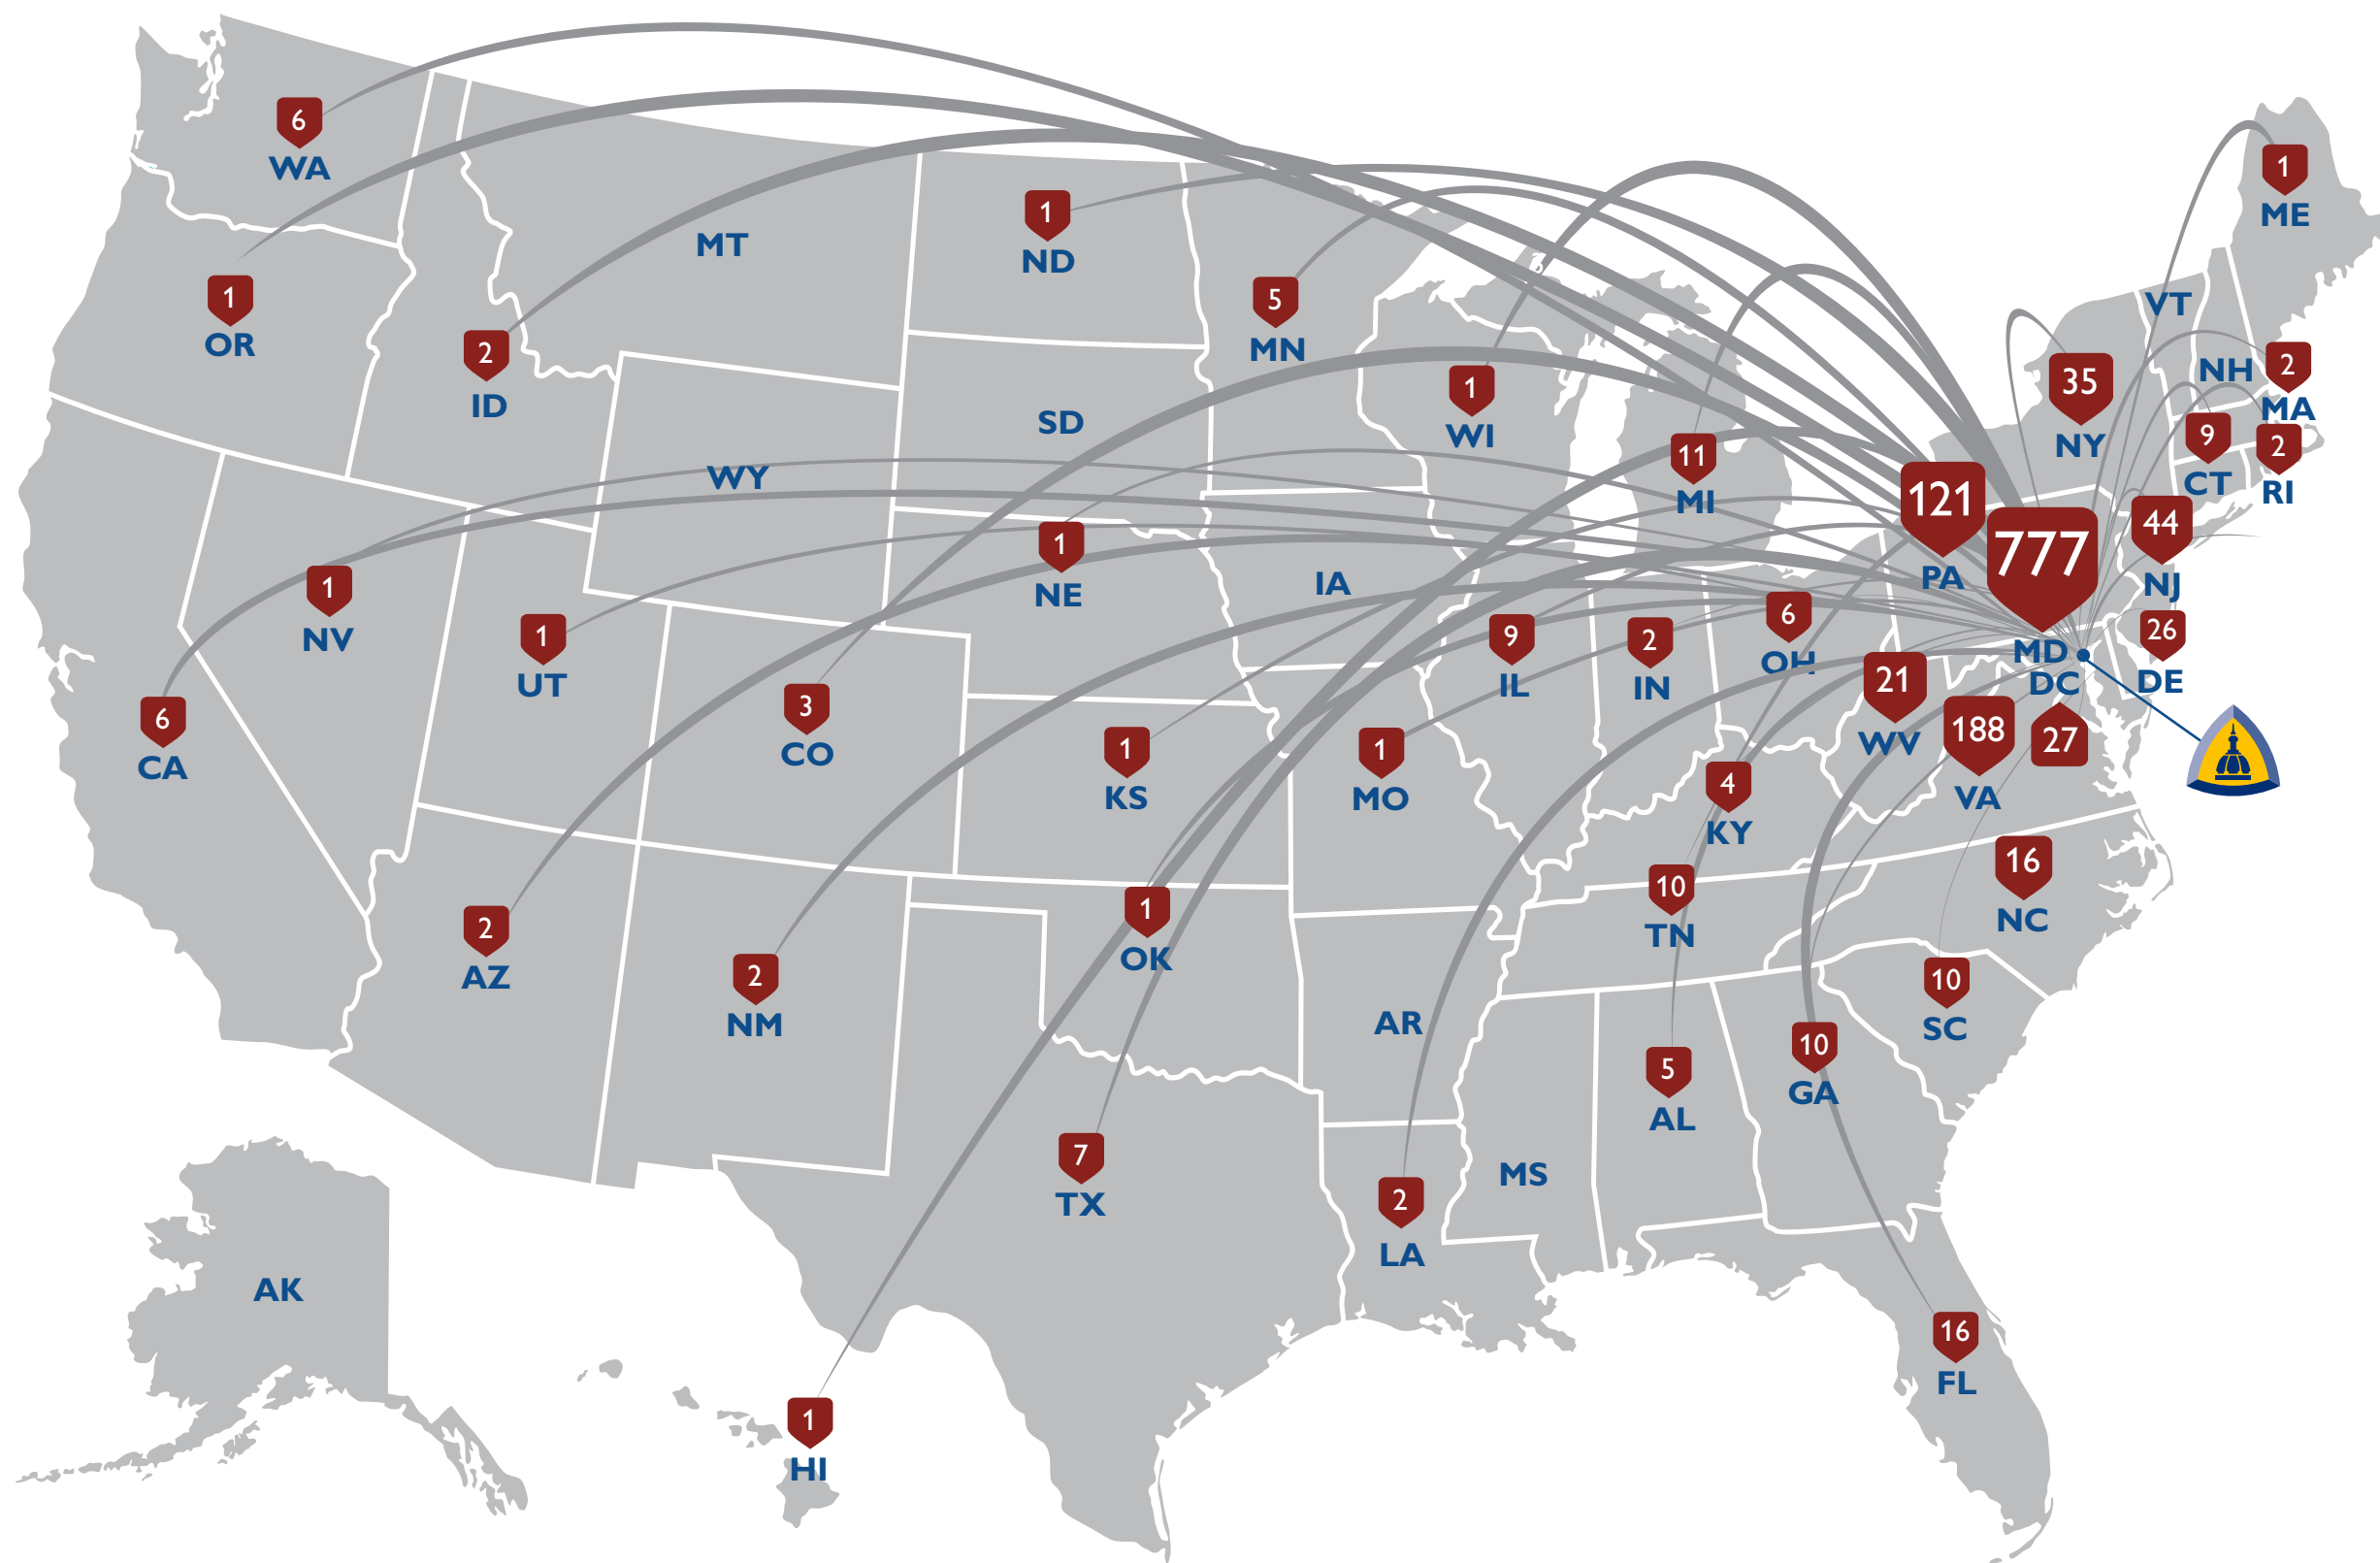 6
WA
1
OR
2
ID
MT
1
ND
5
MN
1
WI
11
MI
1
ME
VT
NH
2
MA
35
NY
9
CT
2
RI
121
PA
777
MD
DC
44
NJ
26
DE
SD
WY
1
NE
IA
1
NV
1
UT
6
CA
3
CO
1
KS
1
MO
9
IL
2
IN
6
OH
21
WV
188
VA
27
4
KY
10
TN
16
NC
2
AZ
2
NM
1
OK
AR
10
SC
10
GA
5
AL
MS
7
TX
2
LA
16
FL
AK
1
HI